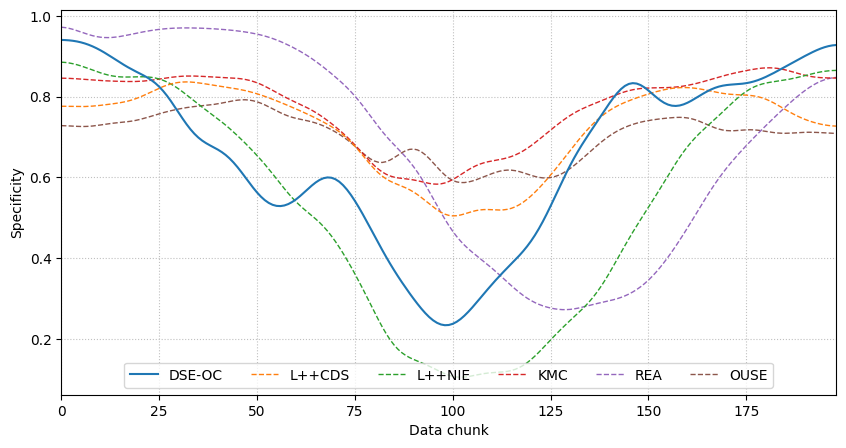 1.0
0.8
0.6
0.4
0.2
Specificity
DSE-OC L++CDS L++NIE KMC REA OUSE
0 25 50 75 100 125 150 175
Data chunk